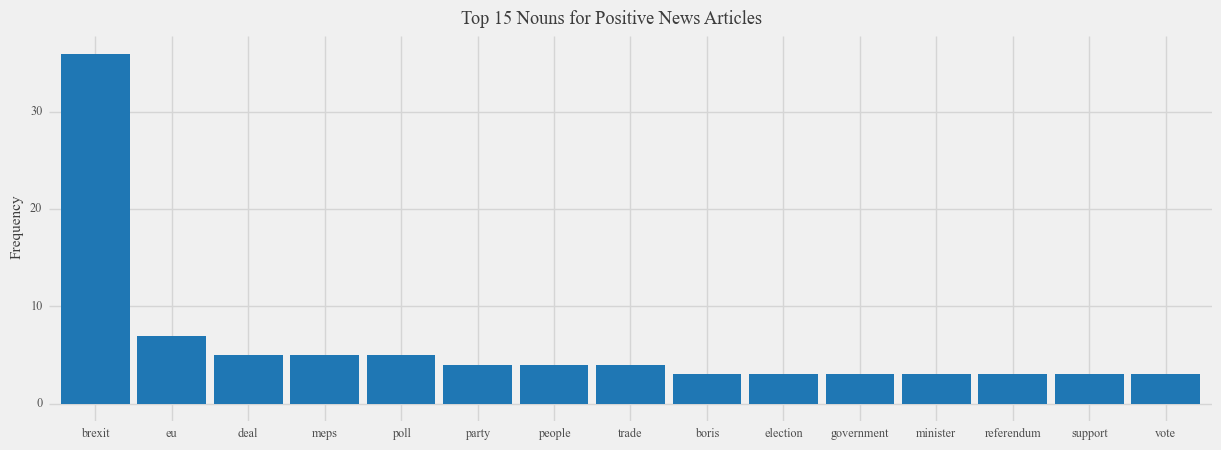 Top 15 Nouns for Positive News Articles
Frequency
30
20
10
0
brexit eu deal meps poll party people trade boris election government minister referendum support vote